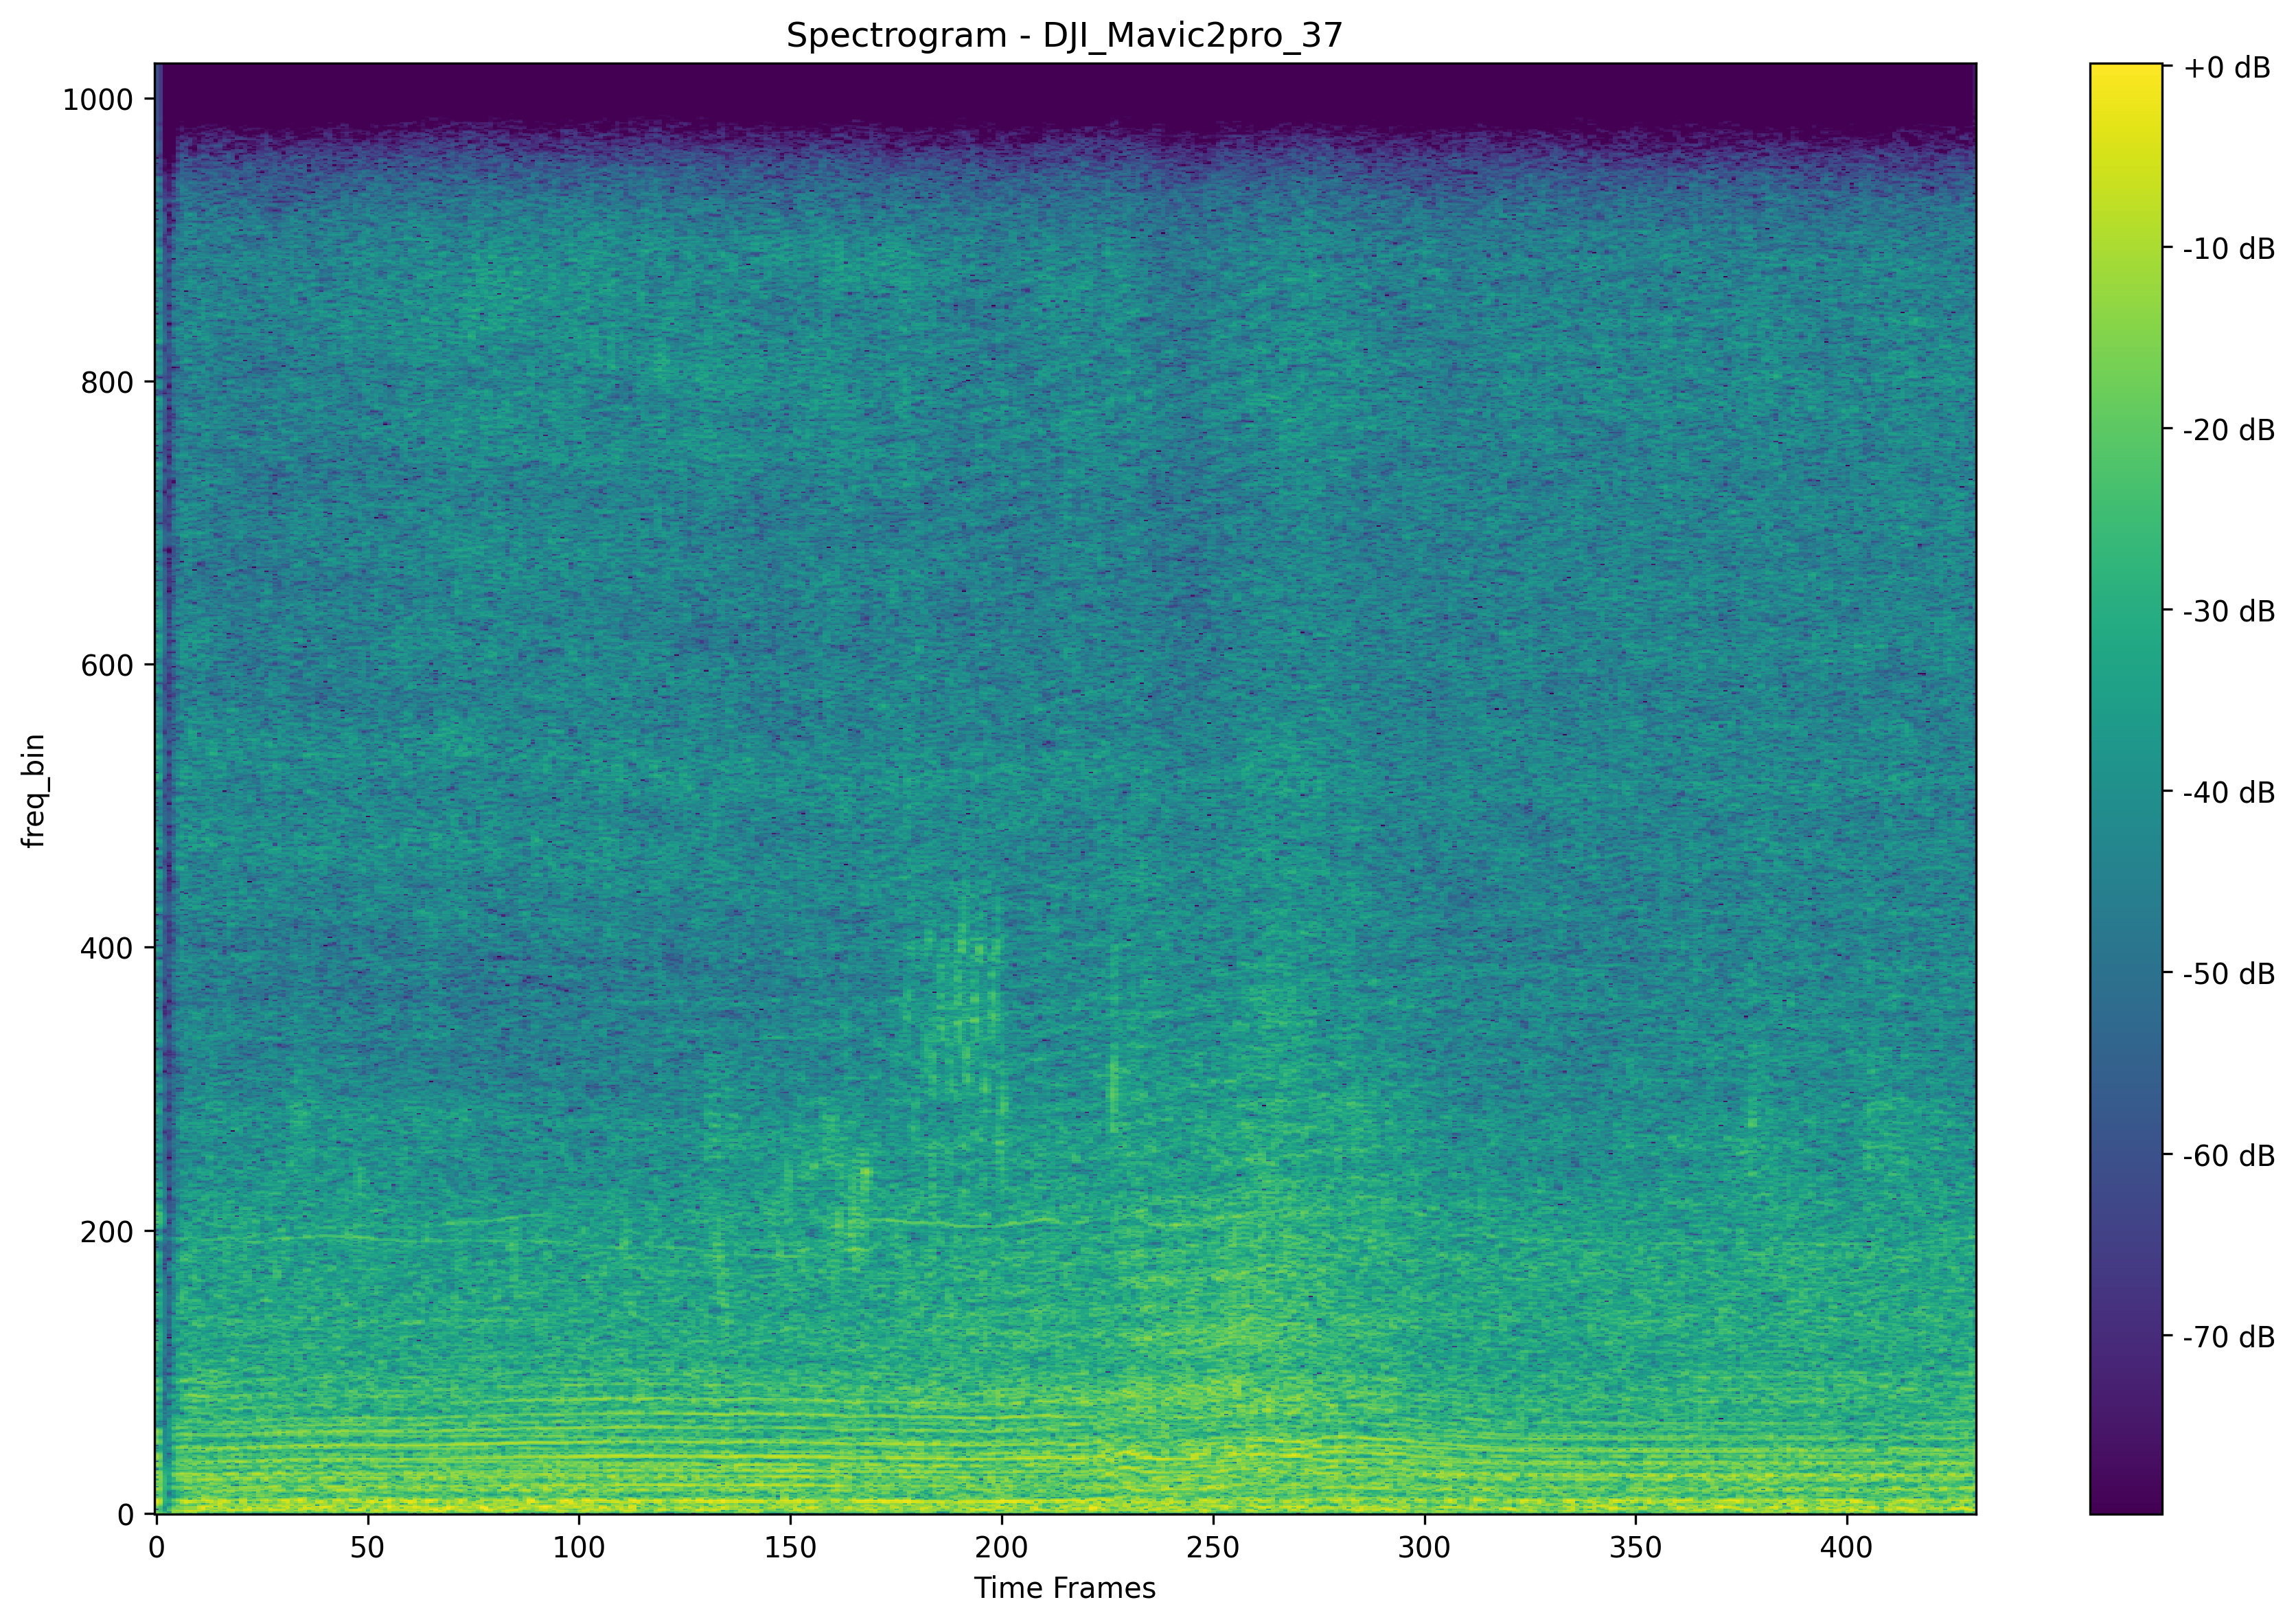 Spectrogram - DJI_Mavic2pro_37
+0 dB
1000
-10 dB
800
-20 dB
-30 dB
600
freq_bin
-40 dB
400
-50 dB
-60 dB
200
-70 dB
0
0 50 100 150 200 250 300 350 400
Time Frames